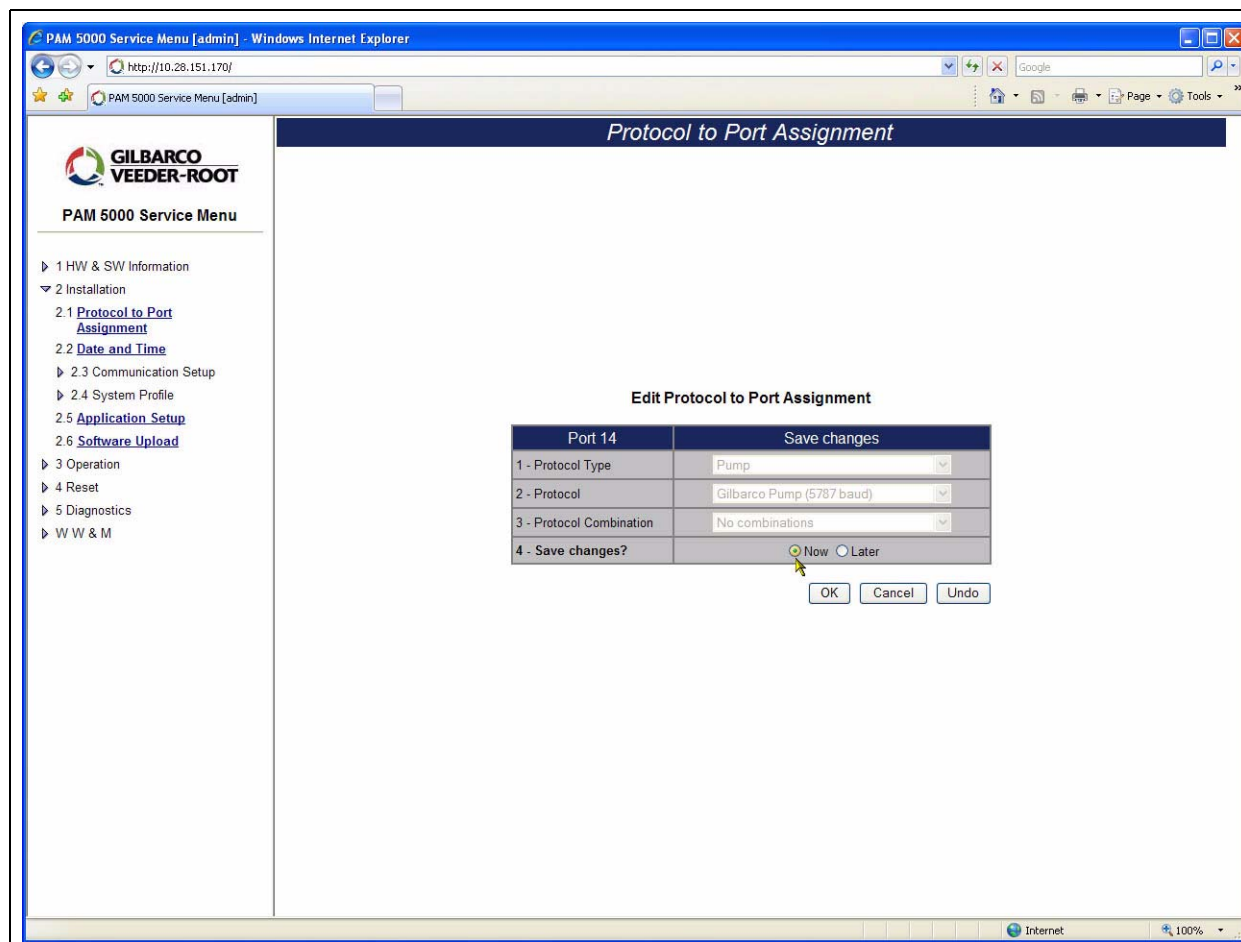 PAM 5000 Service Menu [admin] - Windows Internet Explorer
http://10.28.151.170/
Google
PAM 5000 Service Menu [admin]
Page
Tools
»
GILBARCO
VEEDER-ROOT
PAM 5000 Service Menu
1 HW & SW Information
2 Installation
2.1 Protocol to Port
Assignment
2.2 Date and Time
2.3 Communication Setup
2.4 System Profile
2.5 Application Setup
2.6 Software Upload
3 Operation
4 Reset
5 Diagnostics
W W & M
Protocol to Port Assignment
Edit Protocol to Port Assignment
Port 14 Save changes
1 - Protocol Type Pump
2 - Protocol Gilbarco Pump (5787 baud)
3 - Protocol Combination No combinations
4 - Save changes? Now Later
OK Cancel Undo
Internet 100%